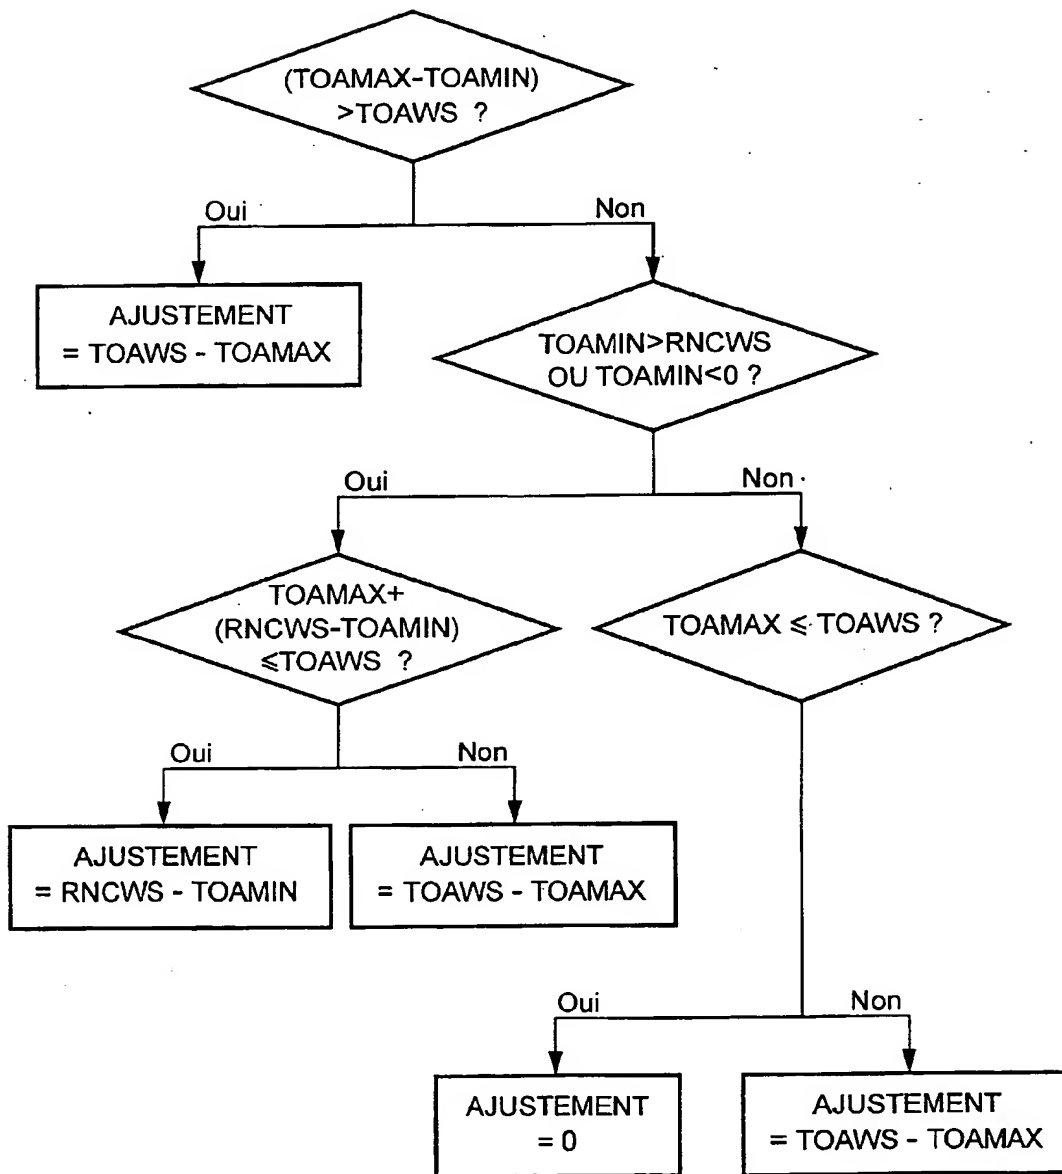 (TOAMAX-TOAMIN)
>TOAWS ?
Oui
Non
AJUSTEMENT
= TOAWS - TOAMAX
TOAMIN>RNCWS
OU TOAMIN<0 ?
Oui
Non
TOAMAX+
(RNCWS-TOAMIN)
⩽TOAWS ?
TOAMAX ⩽ TOAWS ?
Oui
Non
AJUSTEMENT
= RNCWS - TOAMIN
AJUSTEMENT
= TOAWS - TOAMAX
Oui
Non
AJUSTEMENT
= 0
AJUSTEMENT
= TOAWS - TOAMAX